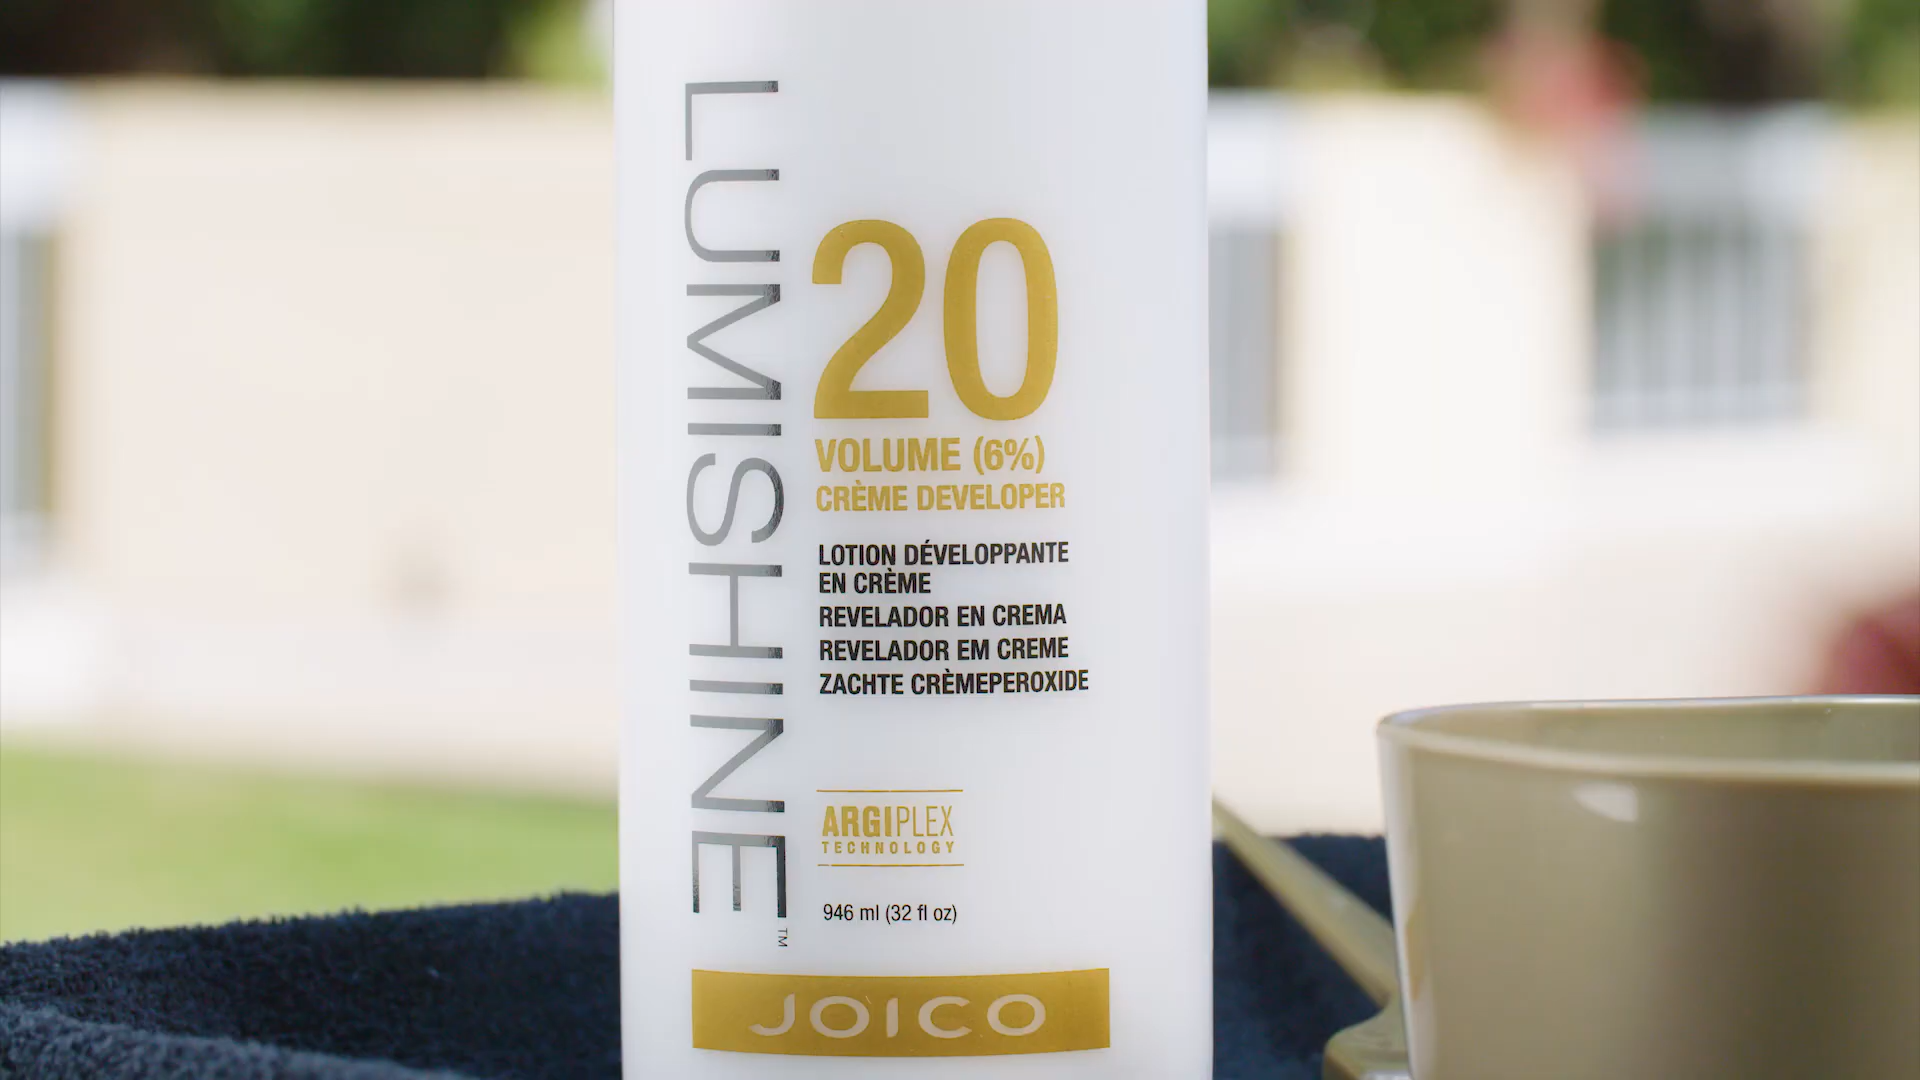 LUMISHINE™
20
VOLUME (6%)
CRÈME DEVELOPER
LOTION DÉVELOPPANTE
EN CRÈME
REVELADOR EN CREMA
REVELADOR EM CREME
ZACHTE CRÈMEPEROXIDE
ARGIPLEX
TECHNOLOGY
946 ml (32 fl oz)
JOICO